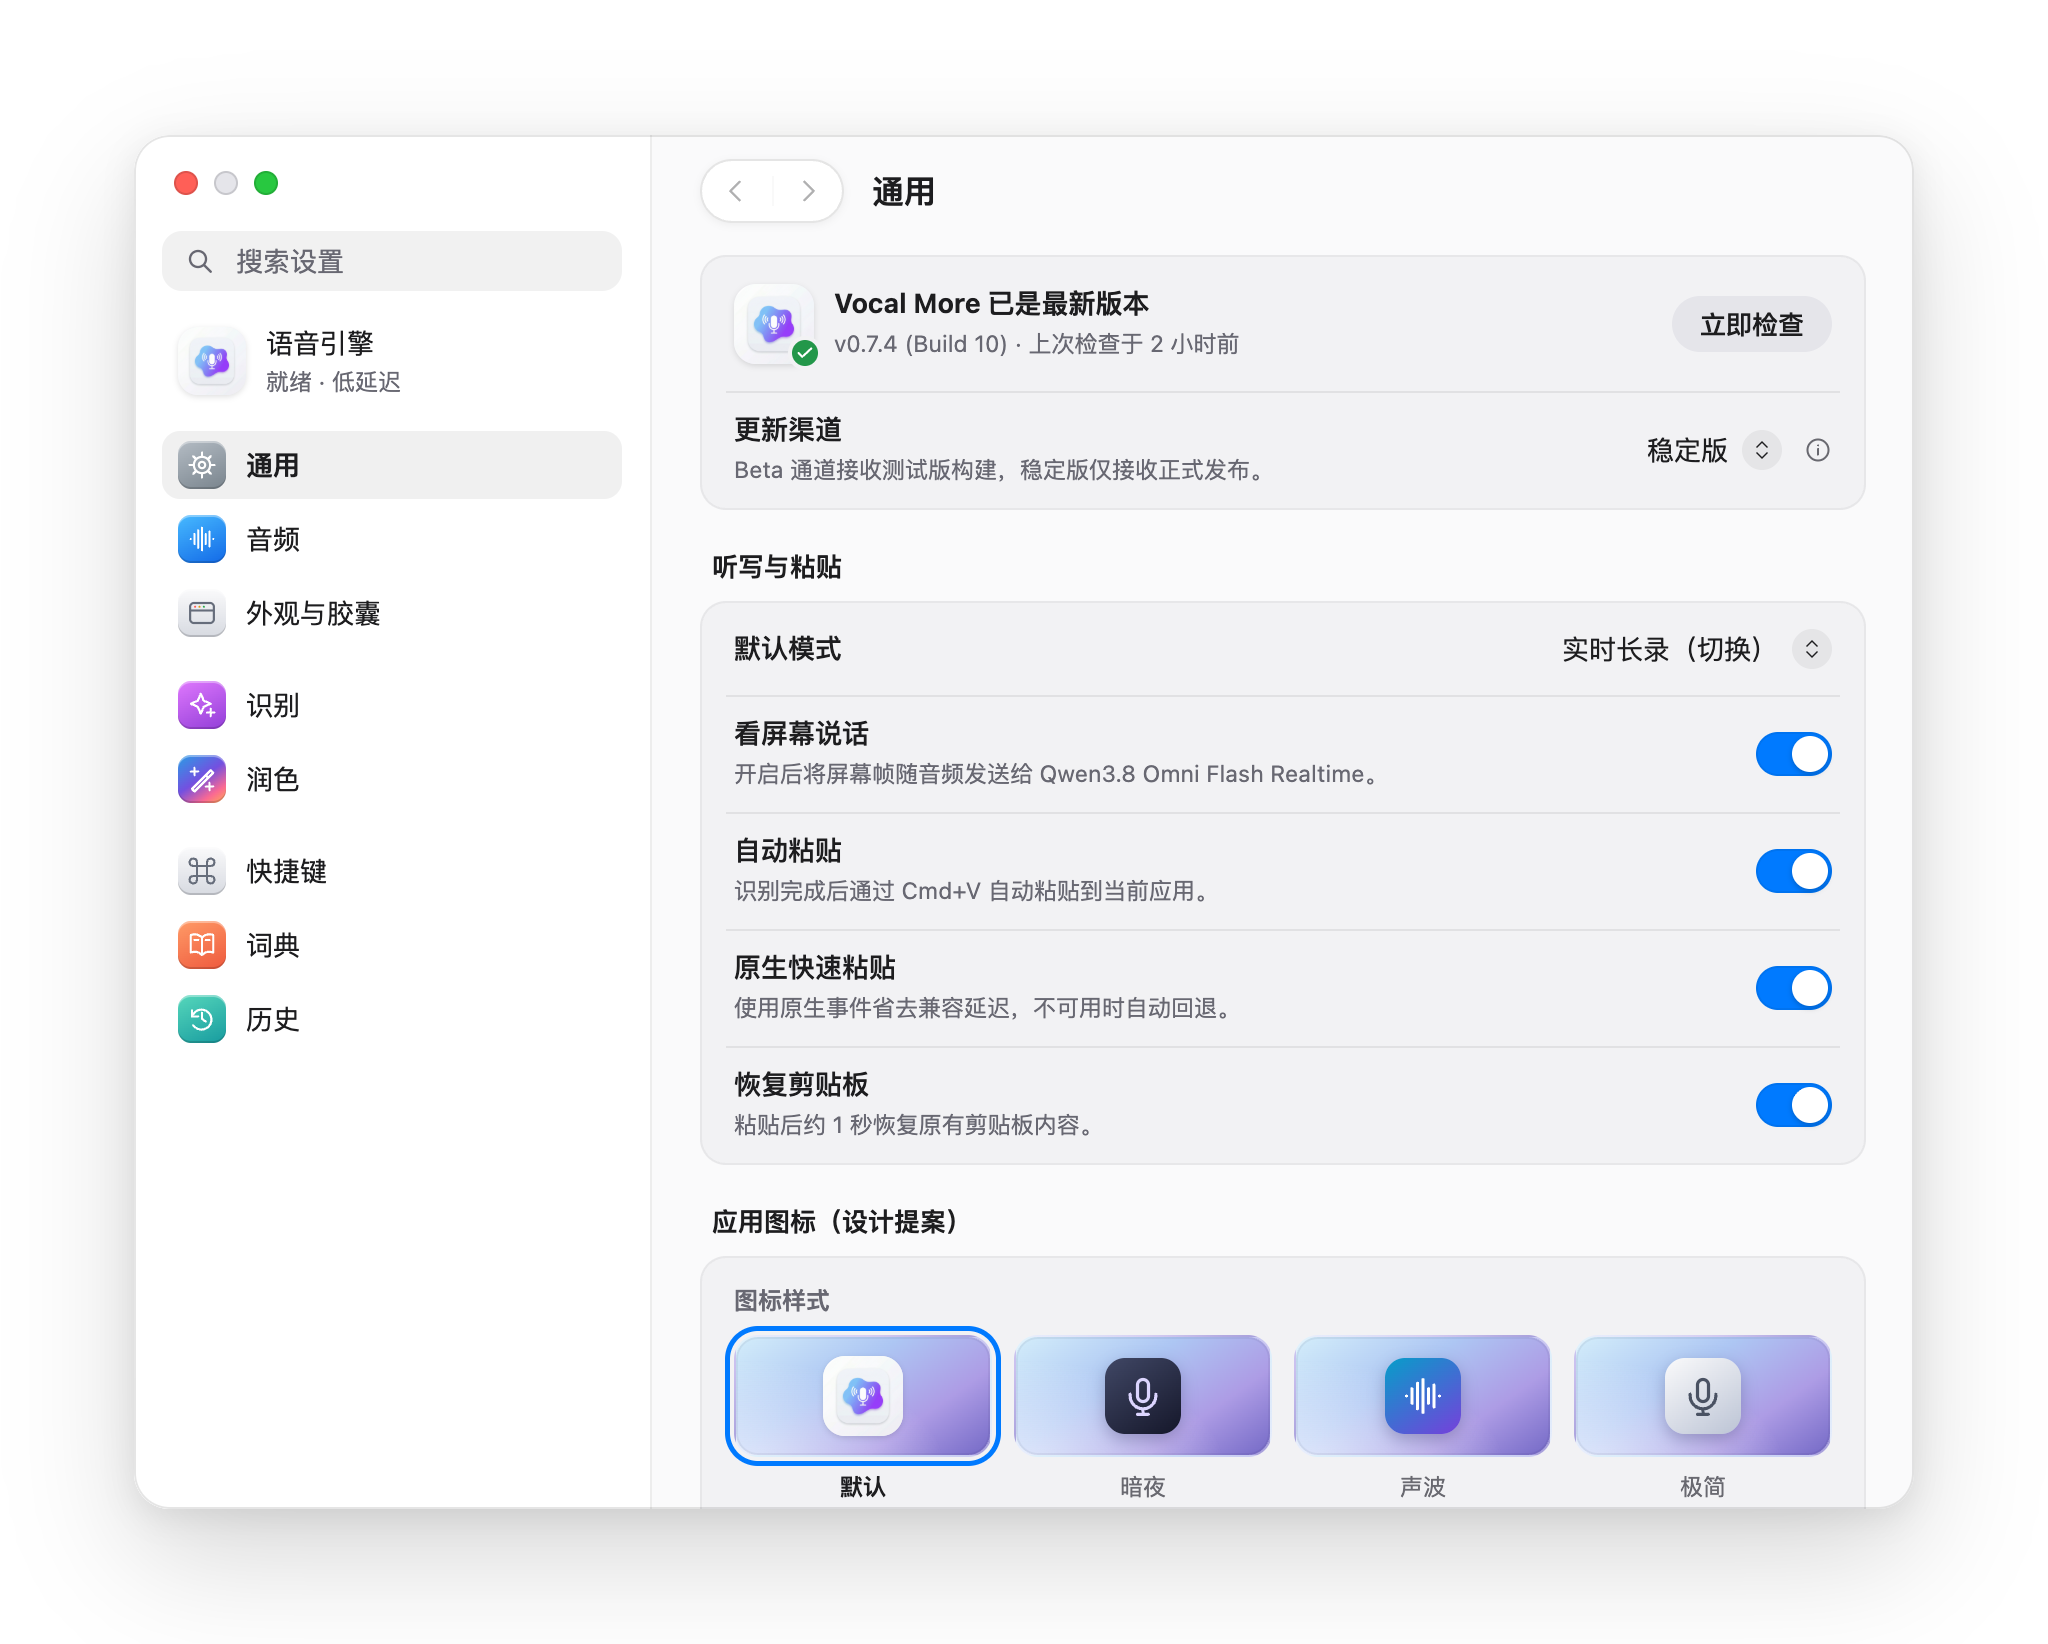 通用
搜索设置
语音引擎
就绪 · 低延迟
通用
音频
外观与胶囊
识别
润色
快捷键
词典
历史
Vocal More 已是最新版本
v0.7.4 (Build 10) · 上次检查于 2 小时前
立即检查
更新渠道
Beta 通道接收测试版构建，稳定版仅接收正式发布。
稳定版
听写与粘贴
默认模式
实时长录（切换）
看屏幕说话
开启后将屏幕帧随音频发送给 Qwen3.8 Omni Flash Realtime。
自动粘贴
识别完成后通过 Cmd+V 自动粘贴到当前应用。
原生快速粘贴
使用原生事件省去兼容延迟，不可用时自动回退。
恢复剪贴板
粘贴后约 1 秒恢复原有剪贴板内容。
应用图标（设计提案）
图标样式
默认
暗夜
声波
极简